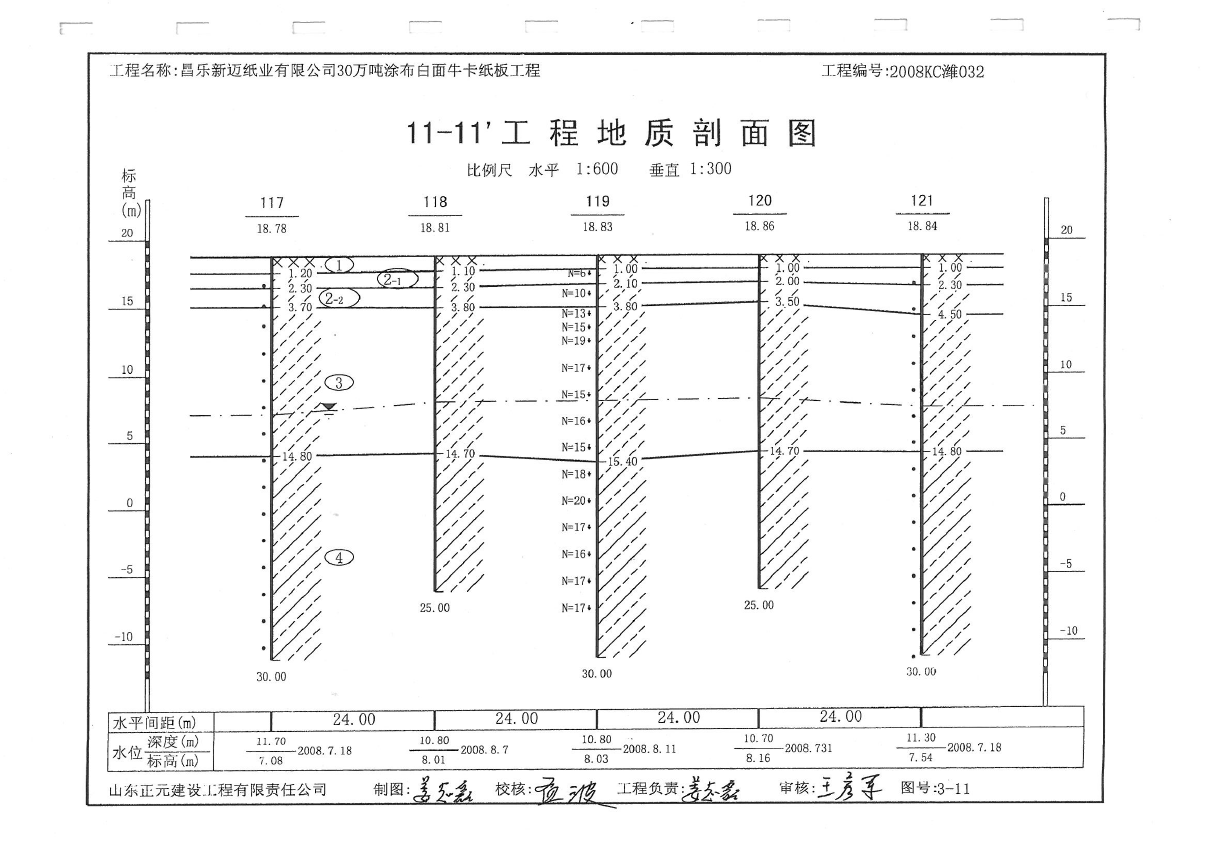 工程名称:昌乐新迈纸业有限公司30万吨涂布白面牛卡纸板工程 工程编号:2008KC潍032
11-11'工程地质剖面图
比例尺 水平 1:600 垂直 1:300
标高(m)
117 118 119 120 121
18.78 18.81 18.83 18.86 18.84
20 20
1 
1.20 1.10 1.00 1.00 1.00
N=6
2-1
2.30 2.30 2.10 2.00 2.30
N=10
2-2
15 15
3.70 3.80 3.80 3.50 4.50
N=13
N=15
N=19
10 10
N=17
3
N=15
N=16
5 5
N=15
14.80 14.70 15.40 14.70 14.80
N=18
0 0
N=20
N=17
N=16
4
-5 -5
N=17
25.00 N=17 25.00
-10 -10
30.00 30.00 30.00
水平间距(m) 24.00 24.00 24.00 24.00
水位 深度(m) 11.70 10.80 10.80 10.70 11.30
2008.7.18 2008.8.7 2008.8.11 2008.731 2008.7.18
标高(m) 7.08 8.01 8.03 8.16 7.54
山东正元建设工程有限责任公司 制图: 校核: 工程负责: 审核:王彦军 图号:3-11